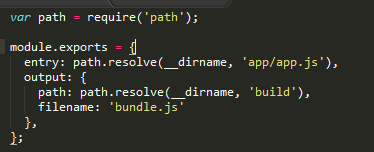 var path = require('path');

module.exports = {
  entry: path.resolve(__dirname, 'app/app.js'),
  output: {
    path: path.resolve(__dirname, 'build'),
    filename: 'bundle.js'
  },
};